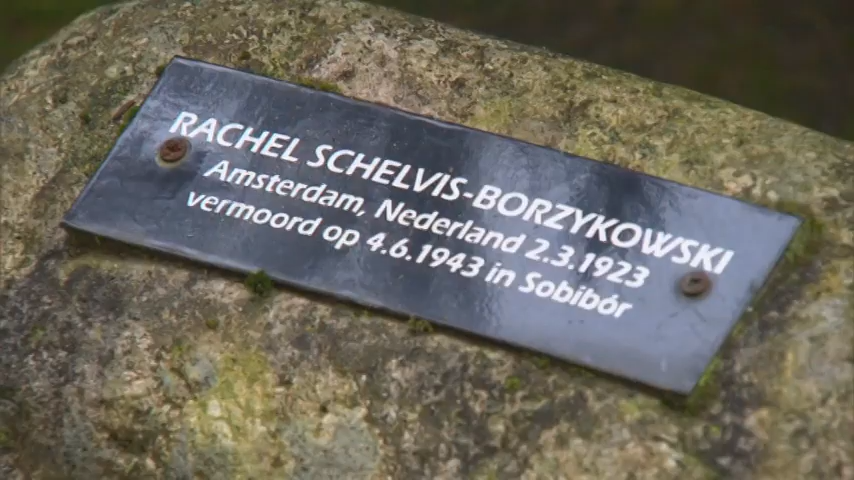 RACHEL SCHELVIS-BORZYKOWSKI
Amsterdam, Nederland 2.3.1923
vermoord op 4.6.1943 in Sobibór